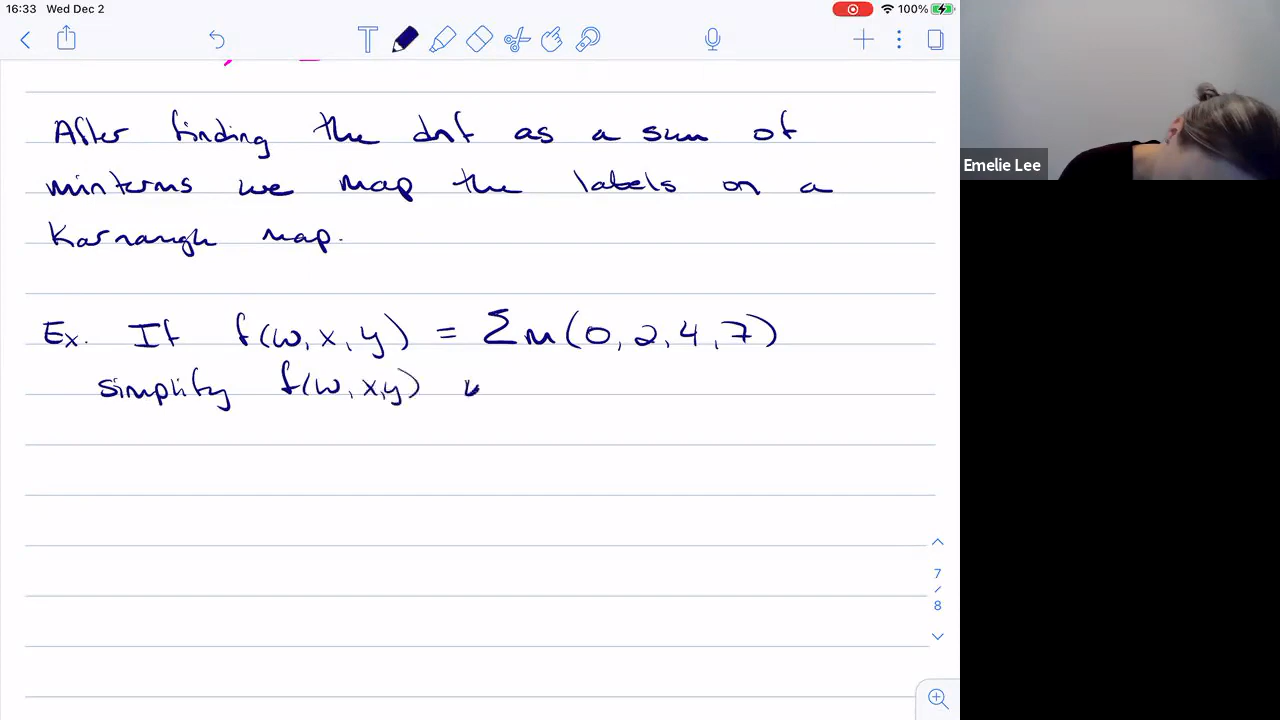 16:33 Wed Dec 2
100%
Emelie Lee
After finding the dnf as a sum of
minterms we map the labels on a
Karnaugh map.
Ex. If f(w, x, y) = Σm(0, 2, 4, 7)
simplify f(w, x, y)
7
/
8